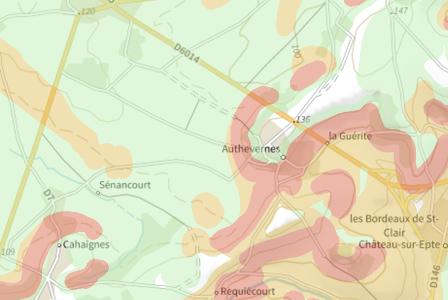 .120
.147
D6014
100
.136
Authevernes
la Guérite
Sénancourt
D7
les Bordeaux de St-
Clair
Château-sur-Epte
109
Cahaignes
D146
Requiécourt